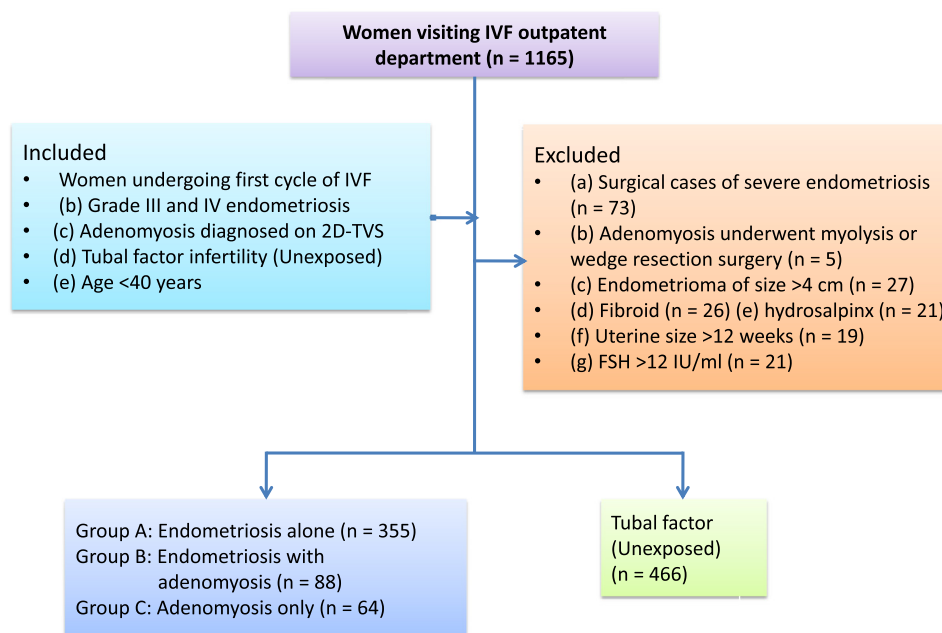 Women visiting IVF outpatent
department (n = 1165)
Included
• Women undergoing first cycle of IVF
• (b) Grade III and IV endometriosis
• (c) Adenomyosis diagnosed on 2D-TVS
• (d) Tubal factor infertility (Unexposed)
• (e) Age <40 years
Excluded
• (a) Surgical cases of severe endometriosis
(n = 73)
• (b) Adenomyosis underwent myolysis or
wedge resection surgery (n = 5)
• (c) Endometrioma of size >4 cm (n = 27)
• (d) Fibroid (n = 26) (e) hydrosalpinx (n = 21)
• (f) Uterine size >12 weeks (n = 19)
• (g) FSH >12 IU/ml (n = 21)
Group A: Endometriosis alone (n = 355)
Group B: Endometriosis with
adenomyosis (n = 88)
Group C: Adenomyosis only (n = 64)
Tubal factor
(Unexposed)
(n = 466)